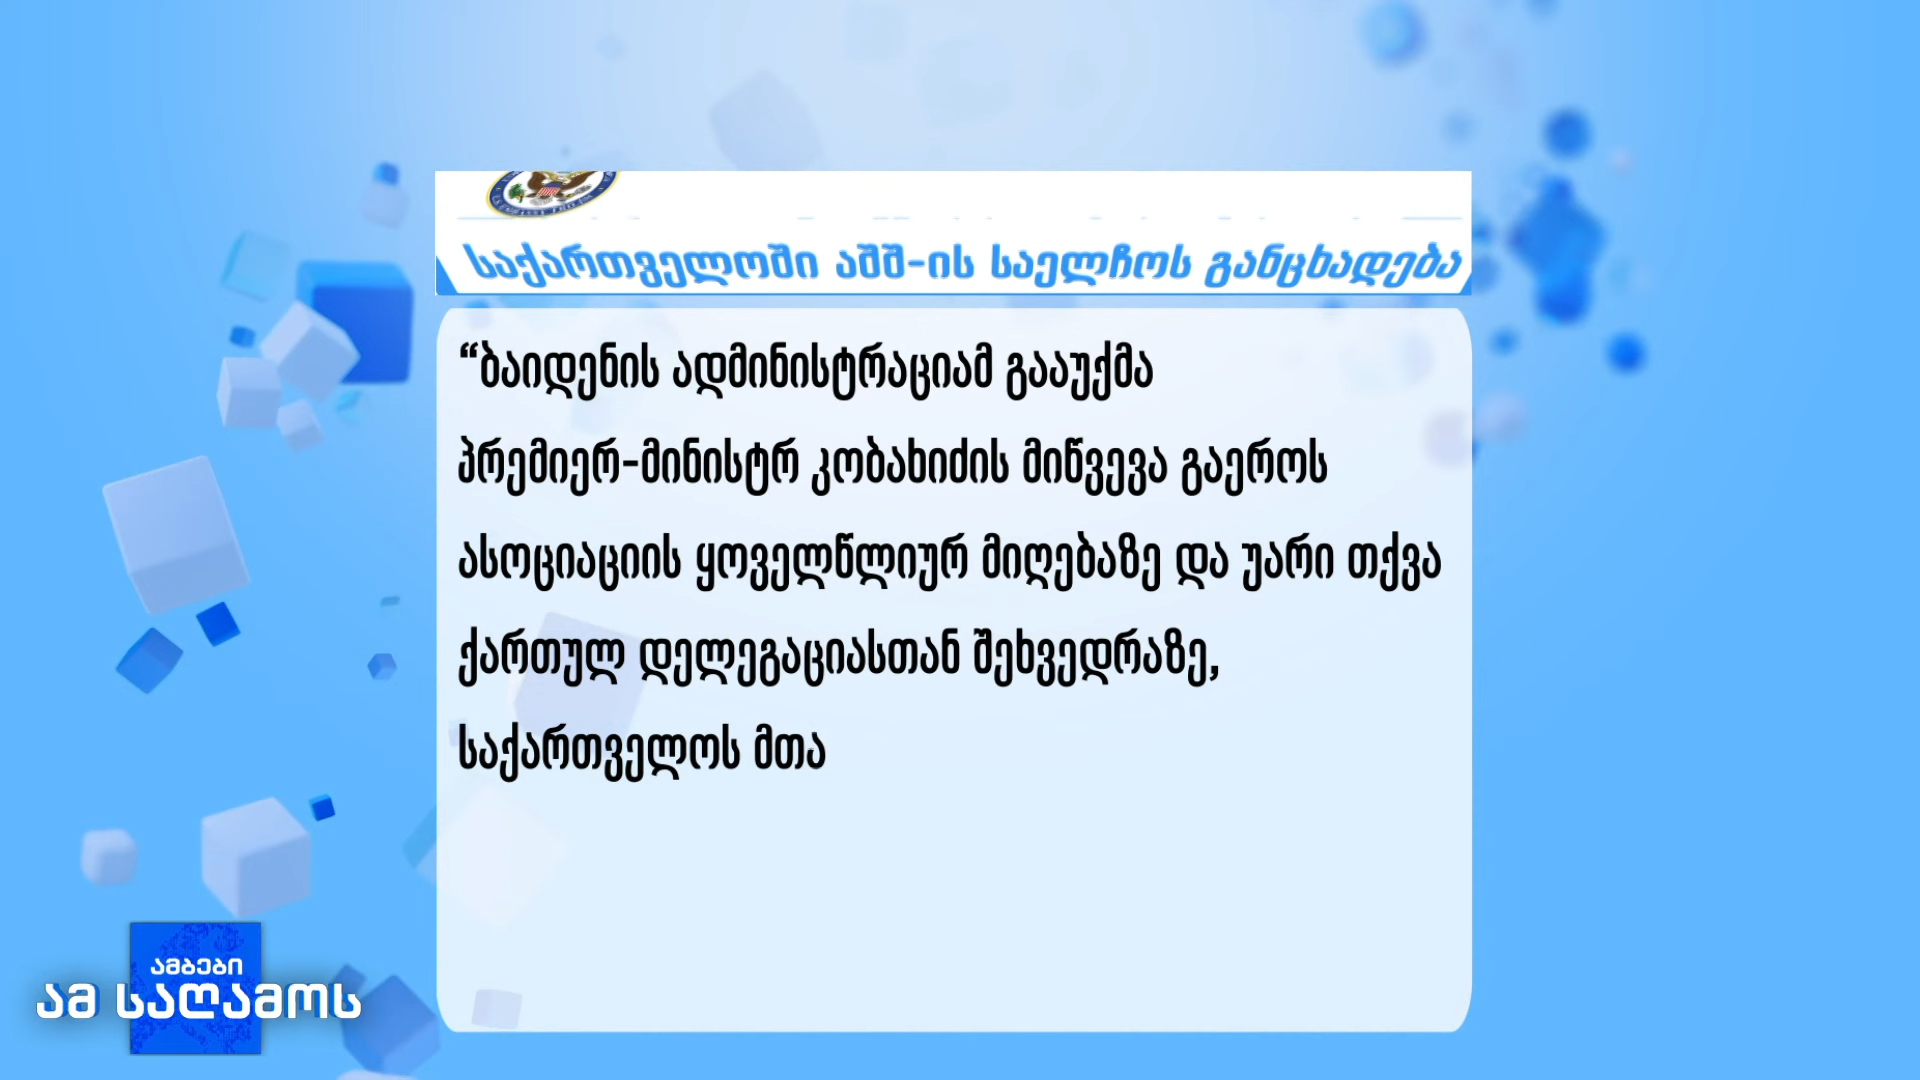 საქართველოში აშშ-ის საელჩოს განცხადება
“ბაიდენის ადმინისტრაციამ გააუქმა
პრემიერ-მინისტრ კობახიძის მიწვევა გაეროს
ასოციაციის ყოველწლიურ მიღებაზე და უარი თქვა
ქართულ დელეგაციასთან შეხვედრაზე,
საქართველოს მთა
ამბები
ამ საღამოს